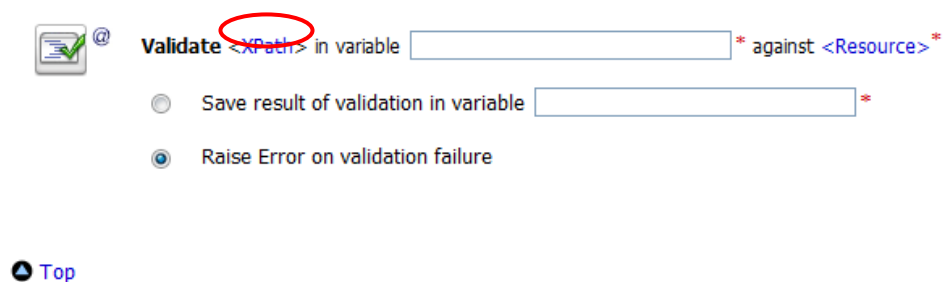 @ Validate <XPath> in variable * against <Resource>*
Save result of validation in variable *
Raise Error on validation failure
Top